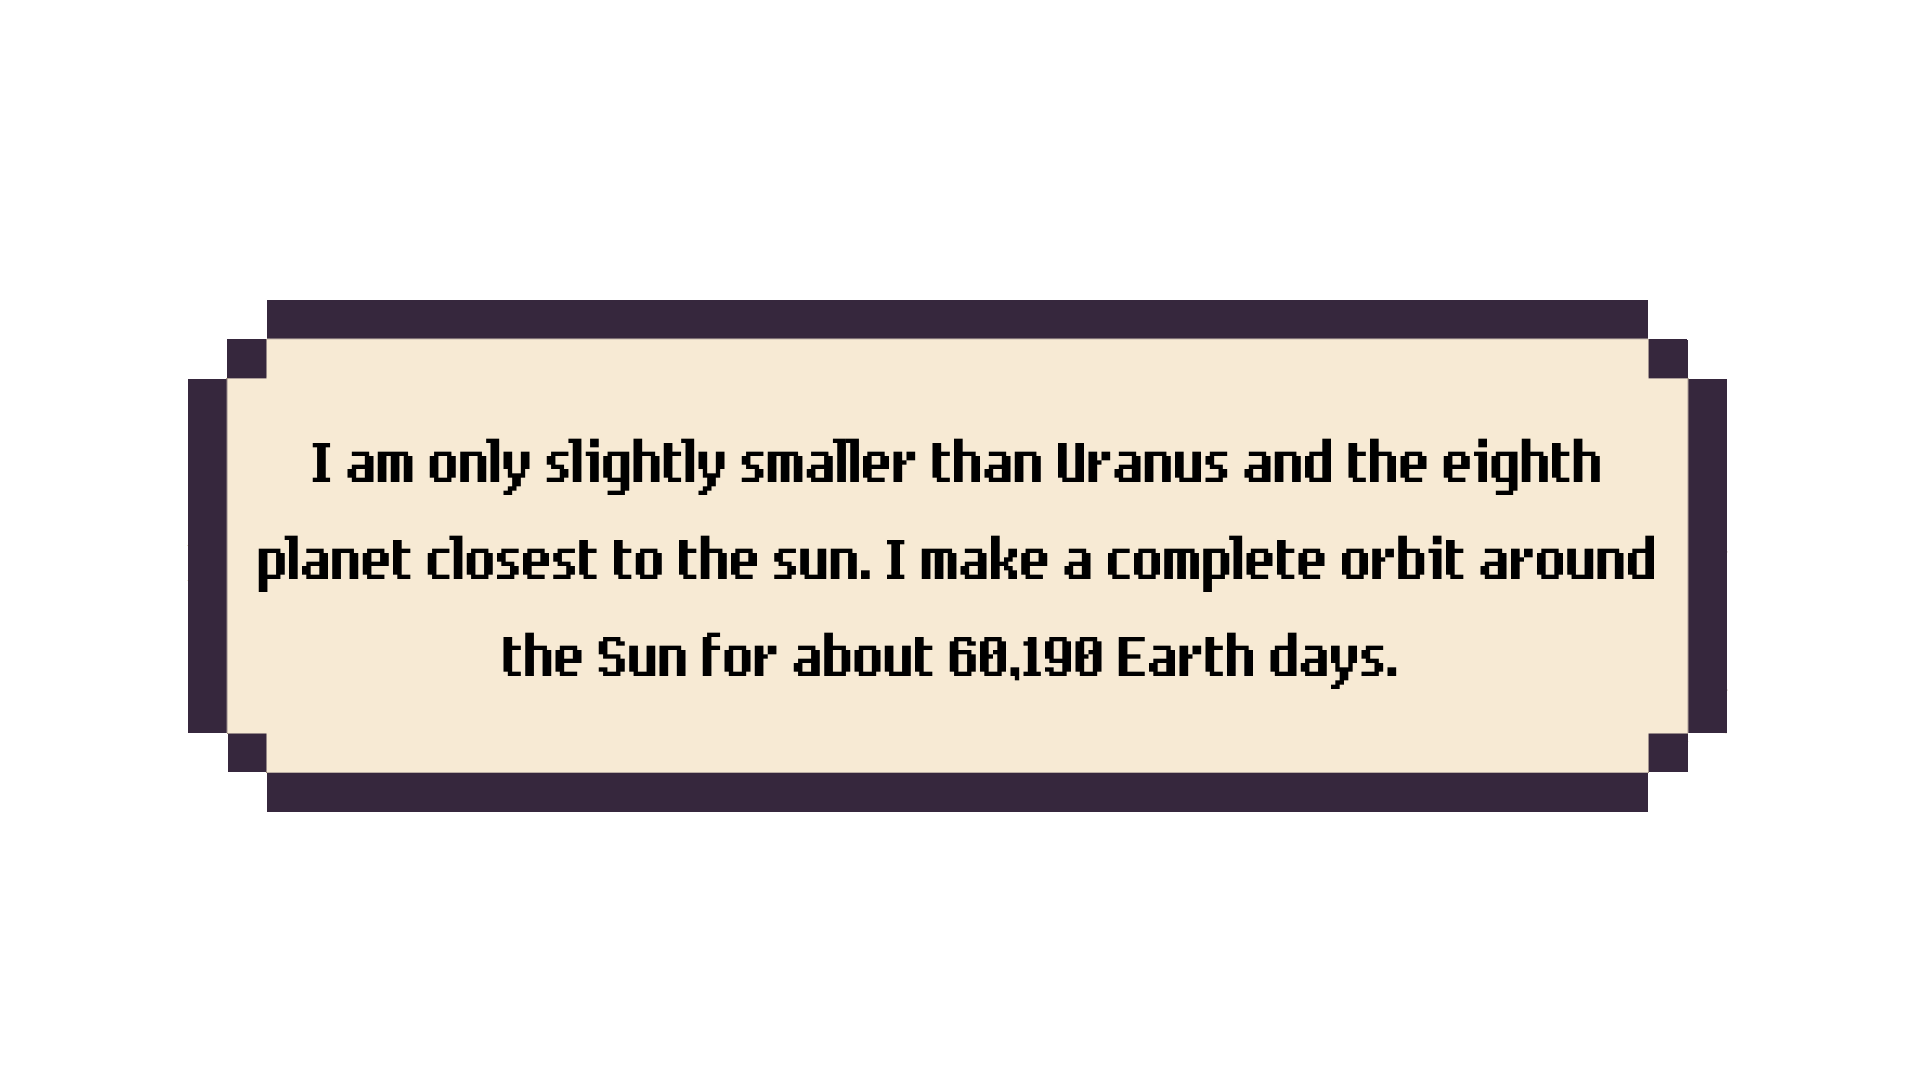 I am only slightly smaller than Uranus and the eighth
planet closest to the sun. I make a complete orbit around
the Sun for about 60,190 Earth days.